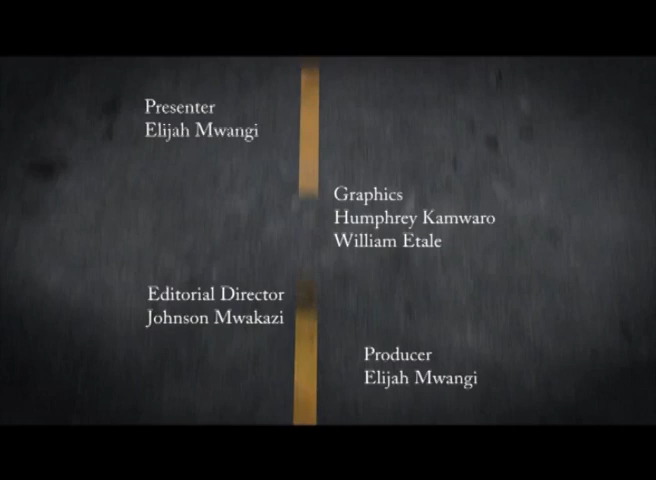 Presenter
Elijah Mwangi
Graphics
Humphrey Kamwaro
William Etale
Editorial Director
Johnson Mwakazi
Producer
Elijah Mwangi